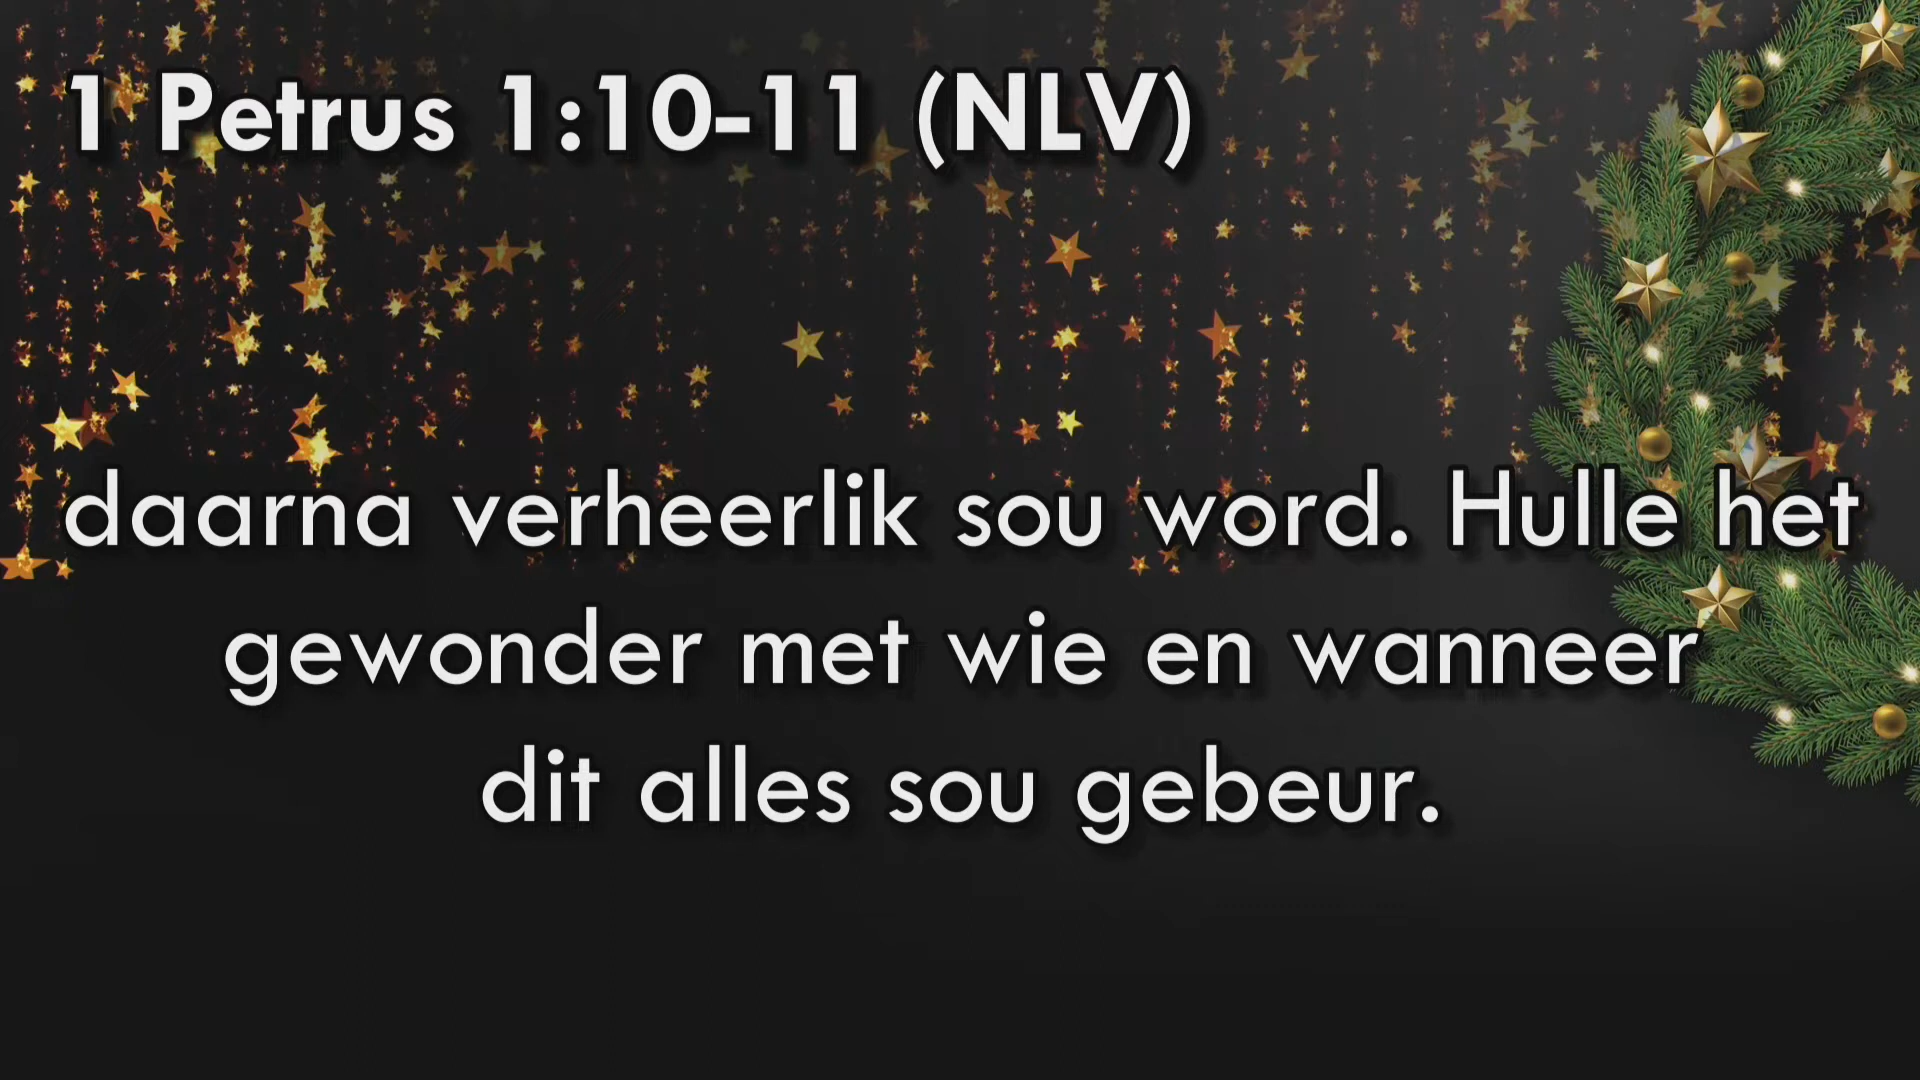 1 Petrus 1:10-11 (NLV)
daarna verheerlik sou word. Hulle het
gewonder met wie en wanneer
dit alles sou gebeur.